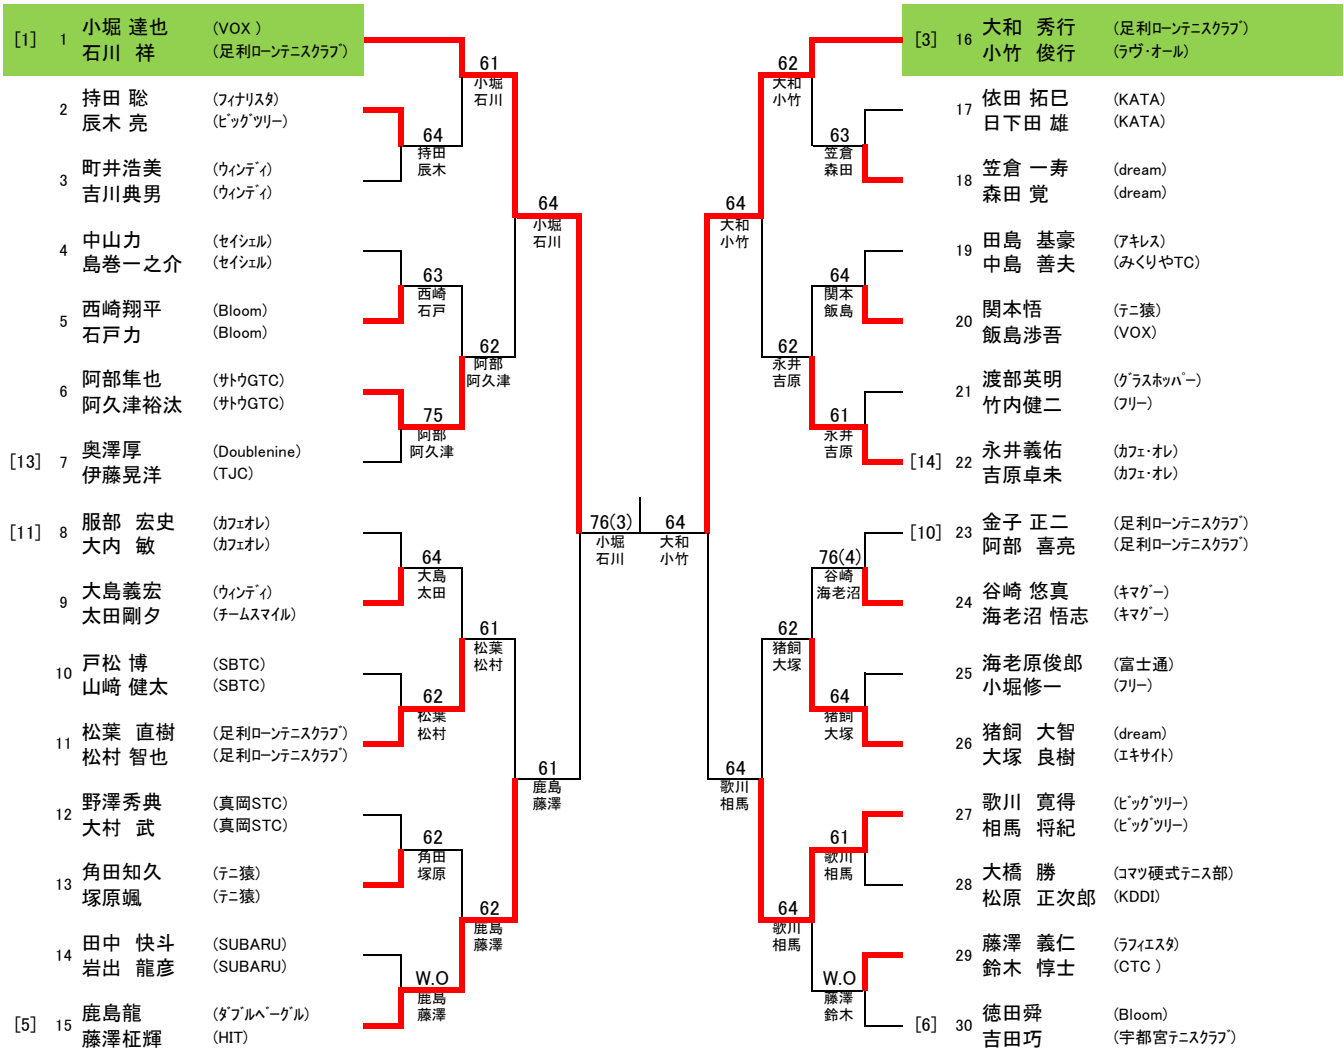 [1] 1 小堀 達也 (VOX )
石川 祥 (足利ローンテニスクラブ)
2 持田 聡 (フィナリスタ)
辰木 亮 (ビッグツリー)
3 町井浩美 (ウィンディ)
吉川典男 (ウィンディ)
4 中山力 (セイシェル)
島巻一之介 (セイシェル)
5 西崎翔平 (Bloom)
石戸力 (Bloom)
6 阿部隼也 (サトウGTC)
阿久津裕汰 (サトウGTC)
[13] 7 奥澤厚 (Doublenine)
伊藤晃洋 (TJC)
[11] 8 服部 宏史 (カフェオレ)
大内 敏 (カフェオレ)
9 大島義宏 (ウィンディ)
太田剛夕 (チームスマイル)
10 戸松 博 (SBTC)
山﨑 健太 (SBTC)
11 松葉 直樹 (足利ローンテニスクラブ)
松村 智也 (足利ローンテニスクラブ)
12 野澤秀典 (真岡STC)
大村 武 (真岡STC)
13 角田知久 (テニ猿)
塚原颯 (テニ猿)
14 田中 快斗 (SUBARU)
岩出 龍彦 (SUBARU)
[5] 15 鹿島龍 (ダブルベーグル)
藤澤柾輝 (HIT)
64
持田
辰木
63
西崎
石戸
75
阿部
阿久津
64
大島
太田
62
松葉
松村
62
角田
塚原
W.O
鹿島
藤澤
61
小堀
石川
62
阿部
阿久津
61
松葉
松村
62
鹿島
藤澤
64
小堀
石川
61
鹿島
藤澤
76(3)
小堀
石川
64
大和
小竹
64
大和
小竹
64
歌川
相馬
62
大和
小竹
62
永井
吉原
62
猪飼
大塚
64
歌川
相馬
63
笠倉
森田
64
関本
飯島
61
永井
吉原
76(4)
谷崎
海老沼
64
猪飼
大塚
61
歌川
相馬
W.O
藤澤
鈴木
[3] 16 大和 秀行 (足利ローンテニスクラブ)
小竹 俊行 (ラヴ・オール)
17 依田 拓巳 (KATA)
日下田 雄 (KATA)
18 笠倉 一寿 (dream)
森田 覚 (dream)
19 田島 基豪 (アキレス)
中島 善夫 (みくりやTC)
20 関本悟 (テニ猿)
飯島渉吾 (VOX)
21 渡部英明 (グラスホッパー)
竹内健二 (フリー)
[14] 22 永井義佑 (カフェ・オレ)
吉原卓未 (カフェ・オレ)
[10] 23 金子 正二 (足利ローンテニスクラブ)
阿部 喜亮 (足利ローンテニスクラブ)
24 谷崎 悠真 (キマグー)
海老沼 悟志 (キマグー)
25 海老原俊郎 (富士通)
小堀修一 (フリー)
26 猪飼 大智 (dream)
大塚 良樹 (エキサイト)
27 歌川 寛得 (ビッグツリー)
相馬 将紀 (ビッグツリー)
28 大橋 勝 (コマツ硬式テニス部)
松原 正次郎 (KDDI)
29 藤澤 義仁 (ラフィエスタ)
鈴木 惇士 (CTC )
[6] 30 徳田舜 (Bloom)
吉田巧 (宇都宮テニスクラブ)